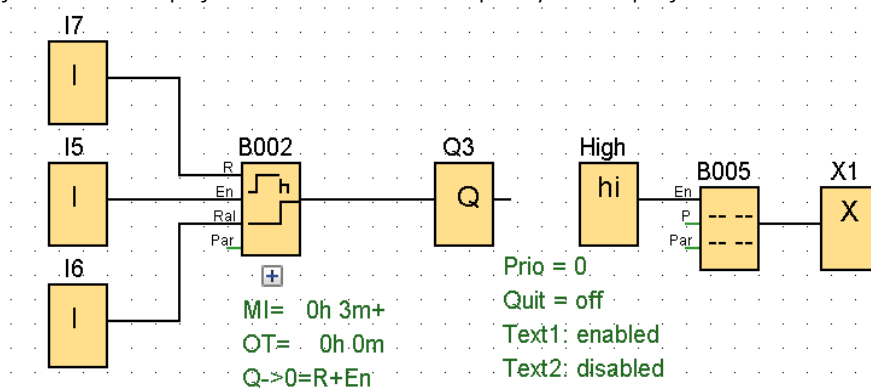 I7
I
I5
I
I6
I
B002
R
En
Ral
Par
h
+
MI= 0h 3m+
OT= 0h 0m
Q->0=R+En
Q3
Q
High
hi
B005
En
P
Par
X1
X
Prio = 0
Quit = off
Text1: enabled
Text2: disabled